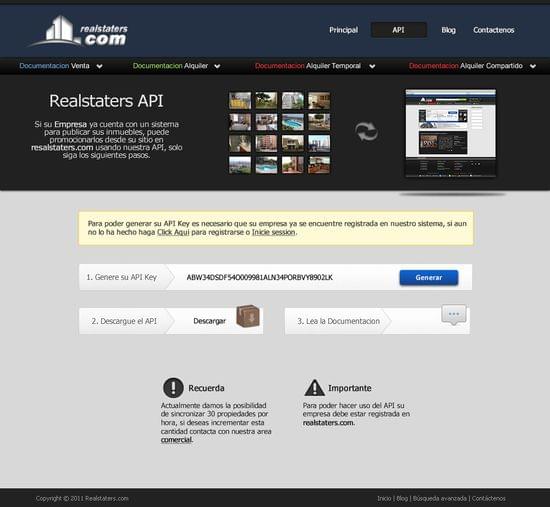 realstaters
.com
Principal
API
Blog
Contactenos
Documentacion Venta
Documentacion Alquiler
Documentacion Alquiler Temporal
Documentacion Alquiler Compartido
Realstaters API
Si su Empresa ya cuenta con un sistema
para publicar sus inmuebles, puede
promocionarlos desde su sitio en
resalstaters.com usando nuestra API, solo
siga los siguientes pasos.
Para poder generar su API Key es necesario que su empresa ya se encuentre registrada en nuestro sistema, si aun
no lo ha hecho haga Click Aqui para registrarse o Inicie session.
1. Genere su API Key
ABW34DSDF54O009981ALN34PORBVY8902LK
Generar
2. Descargue el API
Descargar
3. Lea la Documentacion
Recuerda
Actualmente damos la posibilidad
de sincronizar 30 propiedades por
hora, si deseas incrementar esta
cantidad contacta con nuestra area
comercial.
Importante
Para poder hacer uso del API su
empresa debe estar registrada en
realstaters.com.
Copyright © 2011 Realstaters.com
Inicio | Blog | Búsqueda avanzada | Contáctenos